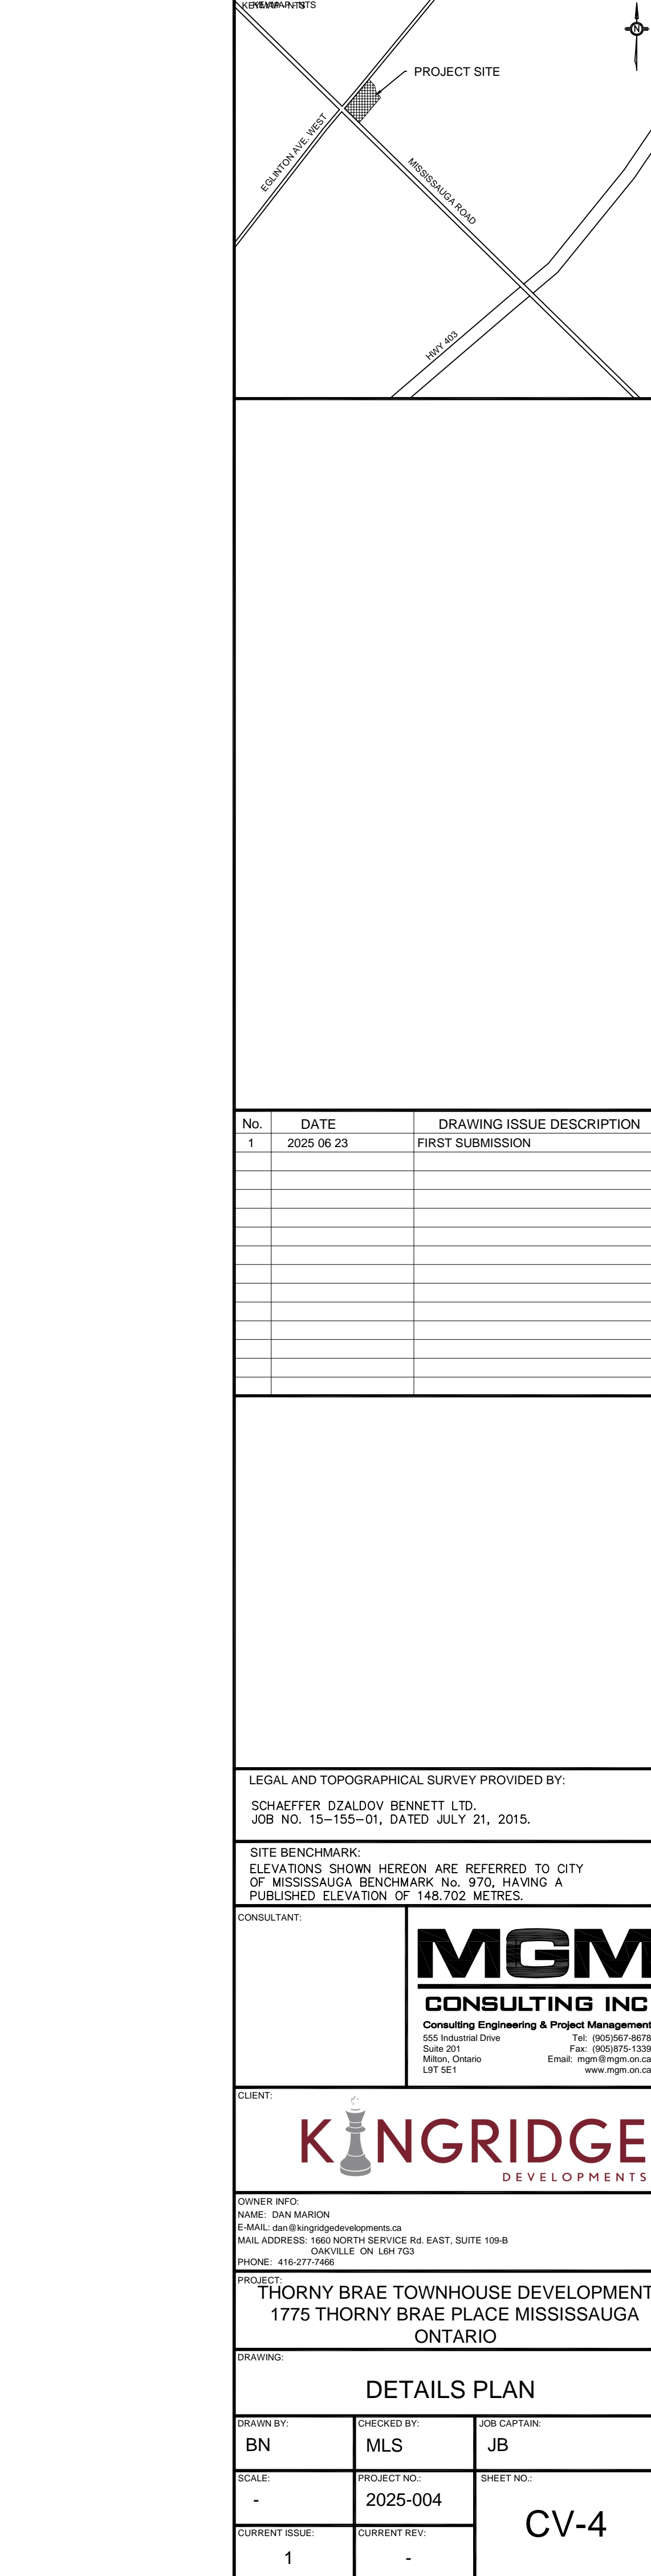 KEY MAP - NTS
PROJECT SITE
EGLINTON AVE. WEST
MISSISSAUGA ROAD
HWY 403
N
No. DATE DRAWING ISSUE DESCRIPTION
1 2025 06 23 FIRST SUBMISSION
LEGAL AND TOPOGRAPHICAL SURVEY PROVIDED BY:
SCHAEFFER DZALDOV BENNETT LTD.
JOB NO. 15-155-01, DATED JULY 21, 2015.
SITE BENCHMARK:
ELEVATIONS SHOWN HEREON ARE REFERRED TO CITY
OF MISSISSAUGA BENCHMARK No. 970, HAVING A
PUBLISHED ELEVATION OF 148.702 METRES.
CONSULTANT:
MGM
CONSULTING INC
Consulting Engineering & Project Management
555 Industrial Drive Tel: (905)567-8678
Suite 201 Fax: (905)875-1339
Milton, Ontario Email: mgm@mgm.on.ca
L9T 5E1 www.mgm.on.ca
CLIENT:
KINGRIDGE
DEVELOPMENTS
OWNER INFO:
NAME: DAN MARION
E-MAIL: dan@kingridgedevelopments.ca
MAIL ADDRESS: 1660 NORTH SERVICE Rd. EAST, SUITE 109-B
OAKVILLE ON L6H 7G3
PHONE: 416-277-7466
PROJECT:
THORNY BRAE TOWNHOUSE DEVELOPMENT
1775 THORNY BRAE PLACE MISSISSAUGA
ONTARIO
DRAWING:
DETAILS PLAN
DRAWN BY: CHECKED BY: JOB CAPTAIN:
BN MLS JB
SCALE: PROJECT NO.: SHEET NO.:
- 2025-004
CV-4
CURRENT ISSUE: CURRENT REV:
1 -